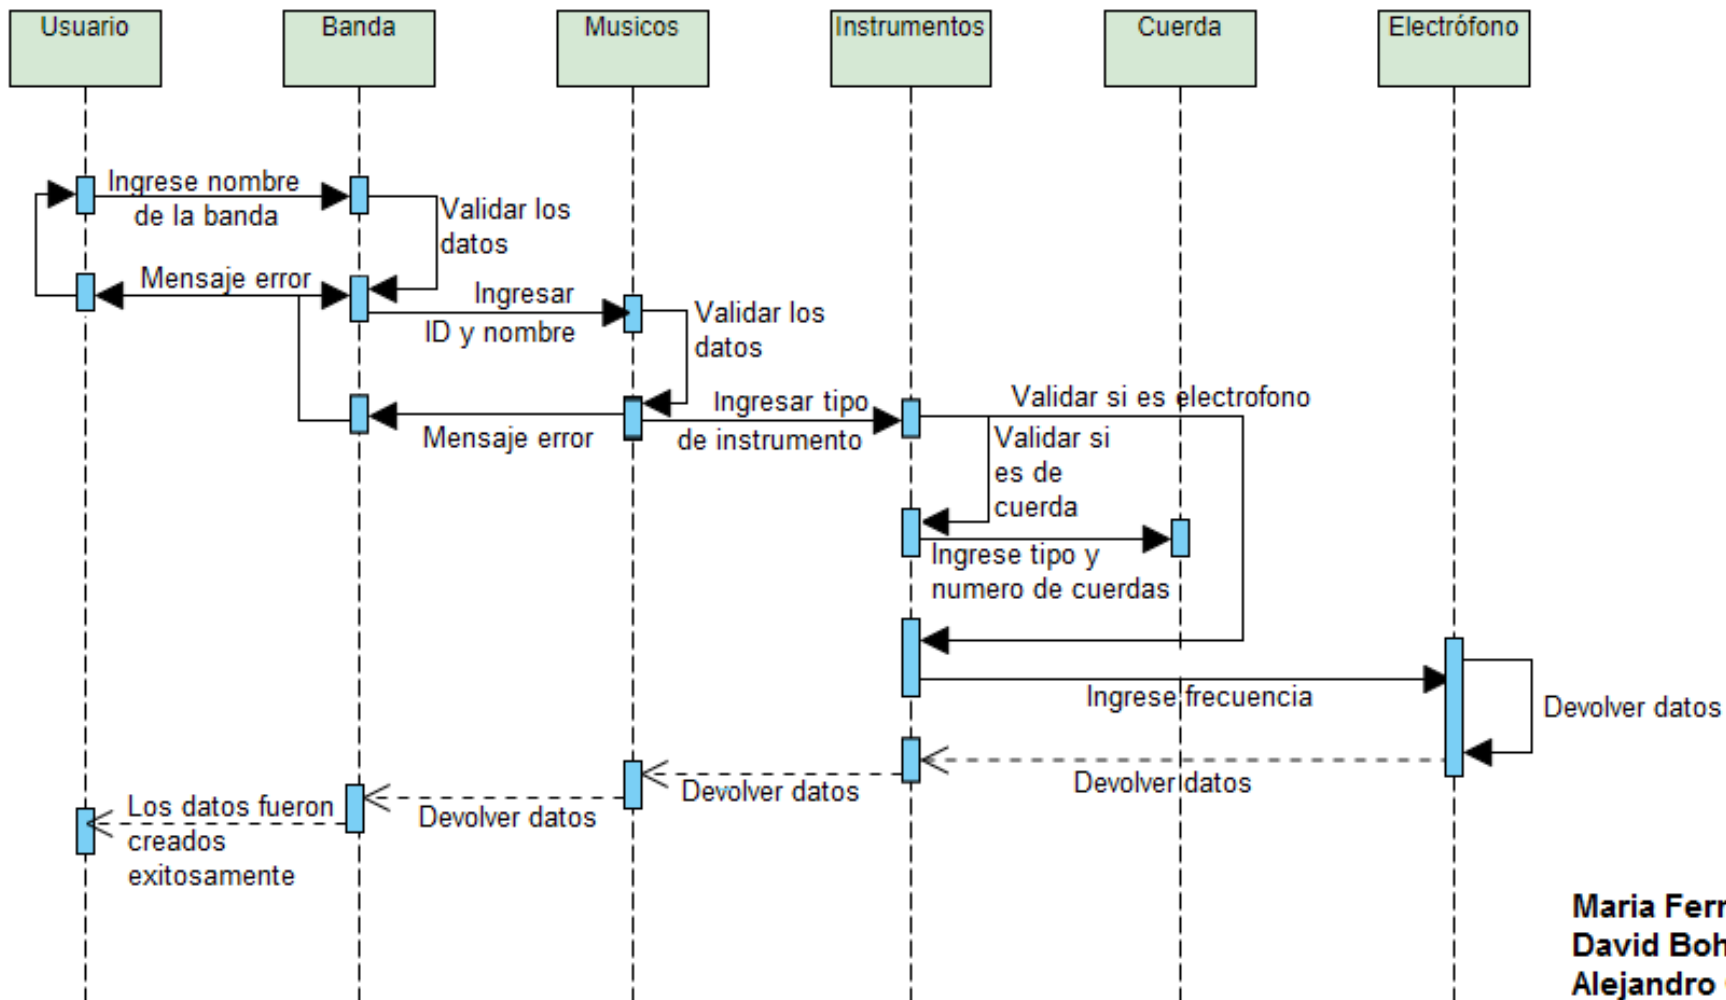 Usuario
Banda
Musicos
Instrumentos
Cuerda
Electrófono
Ingrese nombre
de la banda
Validar los
datos
Mensaje error
Ingresar
ID y nombre
Validar los
datos
Mensaje error
Ingresar tipo
de instrumento
Validar si es electrofono
Validar si
es de
cuerda
Ingrese tipo y
numero de cuerdas
Ingrese frecuencia
Devolver datos
Devolver datos
Devolver datos
Devolver datos
Los datos fueron
creados
exitosamente
Maria
David
Alejandro